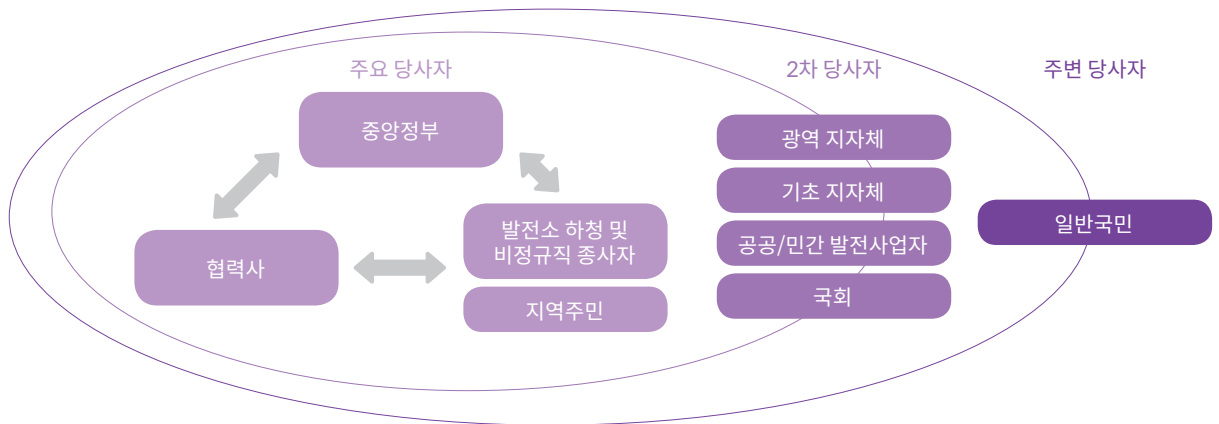 주요 당사자
2차 당사자
주변 당사자
중앙정부
협력사
발전소 하청 및
비정규직 종사자
지역주민
광역 지자체
기초 지자체
공공/민간 발전사업자
국회
일반국민